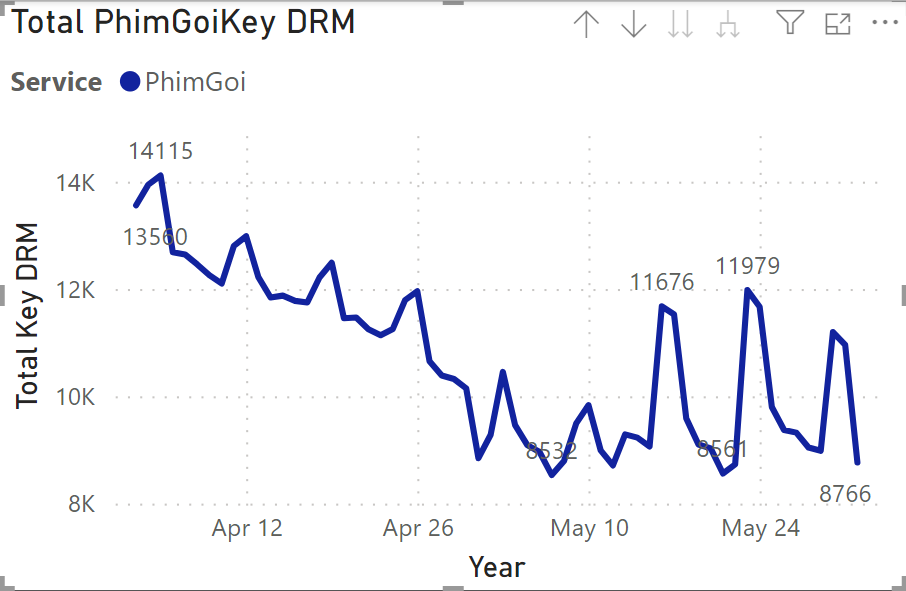 Total PhimGoiKey DRM
Service PhimGoi
14115
14K
13560
12K
11676
11979
10K
8532
8561
8766
8K
Total Key DRM
Apr 12 Apr 26 May 10 May 24
Year